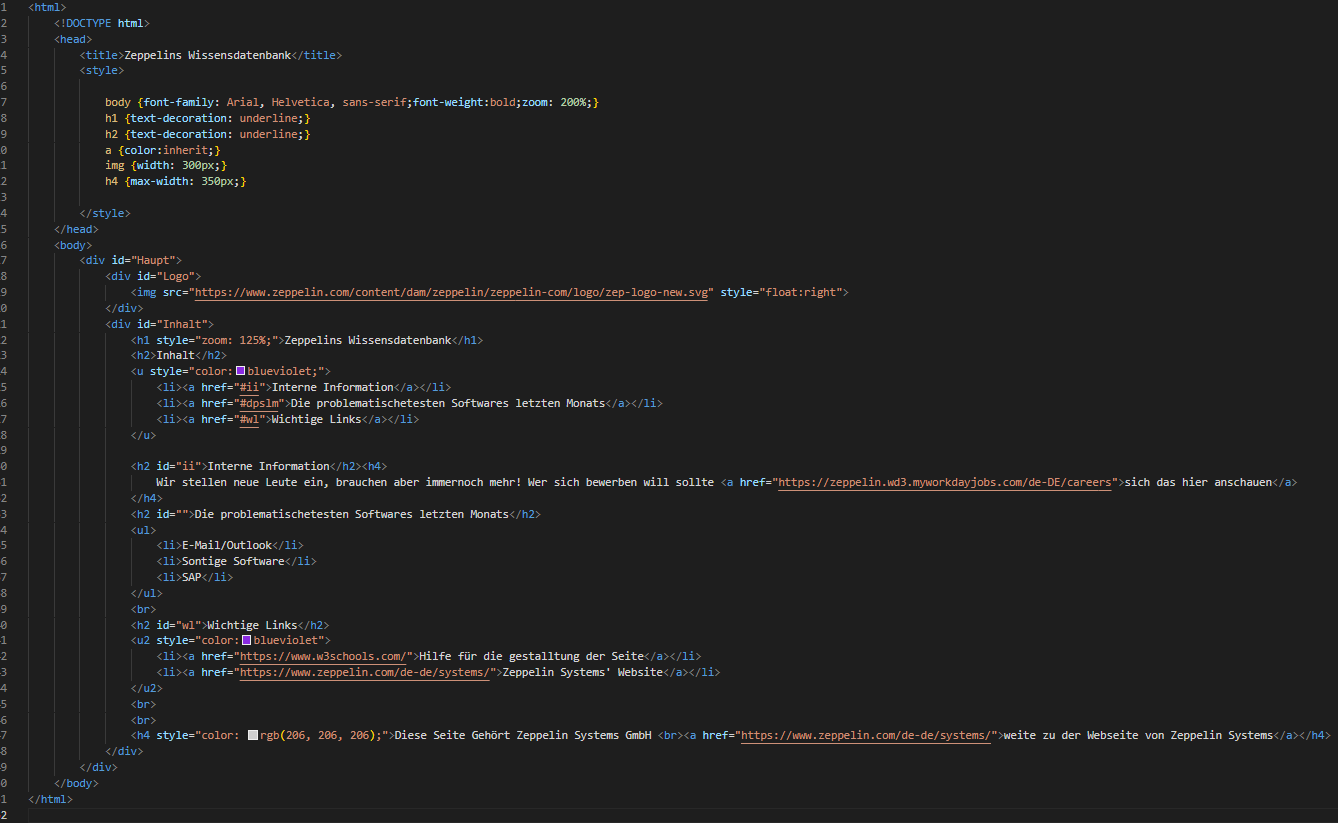 1 <html>
2 <!DOCTYPE html>
3 <head>
4 <title>Zeppelins Wissensdatenbank</title>
5 <style>
6
7 body {font-family: Arial, Helvetica, sans-serif;font-weight:bold;zoom: 200%;}
8 h1 {text-decoration: underline;}
9 h2 {text-decoration: underline;}
0 a {color:inherit;}
1 img {width: 300px;}
2 h4 {max-width: 350px;}
3
4 </style>
5 </head>
6 <body>
7 <div id="Haupt">
8 <div id="Logo">
9 <img src="https://www.zeppelin.com/content/dam/zeppelin/zeppelin-com/logo/zep-logo-new.svg" style="float:right">
0 </div>
1 <div id="Inhalt">
2 <h1 style="zoom: 125%;">Zeppelins Wissensdatenbank</h1>
3 <h2>Inhalt</h2>
4 <u style="color:blueviolet;">
5 <li><a href="#ii">Interne Information</a></li>
6 <li><a href="#dpslm">Die problematischetesten Softwares letzten Monats</a></li>
7 <li><a href="#wl">Wichtige Links</a></li>
8 </u>
9
0 <h2 id="ii">Interne Information</h2><h4>
1 Wir stellen neue Leute ein, brauchen aber immernoch mehr! Wer sich bewerben will sollte <a href="https://zeppelin.wd3.myworkdayjobs.com/de-DE/careers">sich das hier anschauen</a>
2 </h4>
3 <h2 id="">Die problematischetesten Softwares letzten Monats</h2>
4 <ul>
5 <li>E-Mail/Outlook</li>
6 <li>Sontige Software</li>
7 <li>SAP</li>
8 </ul>
9 <br>
0 <h2 id="wl">Wichtige Links</h2>
1 <u2 style="color:blueviolet">
2 <li><a href="https://www.w3schools.com/">Hilfe für die gestalltung der Seite</a></li>
3 <li><a href="https://www.zeppelin.com/de-de/systems/">Zeppelin Systems' Website</a></li>
4 </u2>
5 <br>
6 <br>
7 <h4 style="color: rgb(206, 206, 206);">Diese Seite Gehört Zeppelin Systems GmbH <br><a href="https://www.zeppelin.com/de-de/systems/">weite zu der Webseite von Zeppelin Systems</a></h4>
8 </div>
9 </div>
0 </body>
1 </html>
2